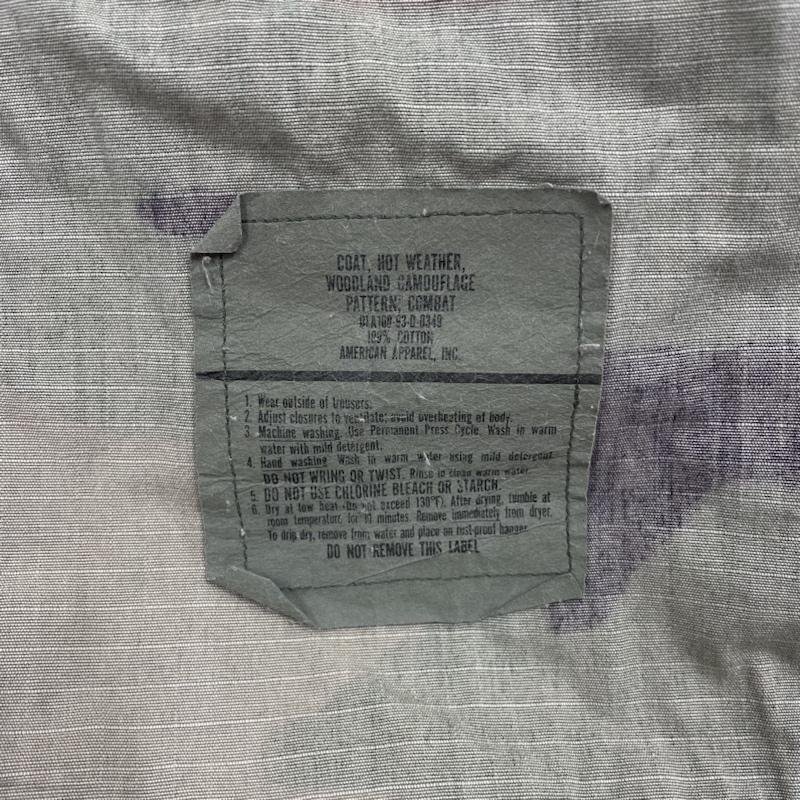 COAT, HOT WEATHER,
WOODLAND CAMOUFLAGE
PATTERN; COMBAT
DLA100-93-D-0349
100% COTTON
AMERICAN APPAREL, INC.
1. Wear outside of trousers.
2. Adjust closures to ventilate; avoid overheating of body.
3. Machine washing. Use Permanent Press Cycle. Wash in warm
water with mild detergent.
4. Hand washing. Wash in warm water using mild detergent.
DO NOT WRING OR TWIST. Rinse in clean warm water.
5. DO NOT USE CHLORINE BLEACH OR STARCH.
6. Dry at low heat (Do not exceed 130°F). After drying, tumble at
room temperature for 10 minutes. Remove immediately from dryer.
To drip dry, remove from water and place on rust-proof hanger.
DO NOT REMOVE THIS LABEL